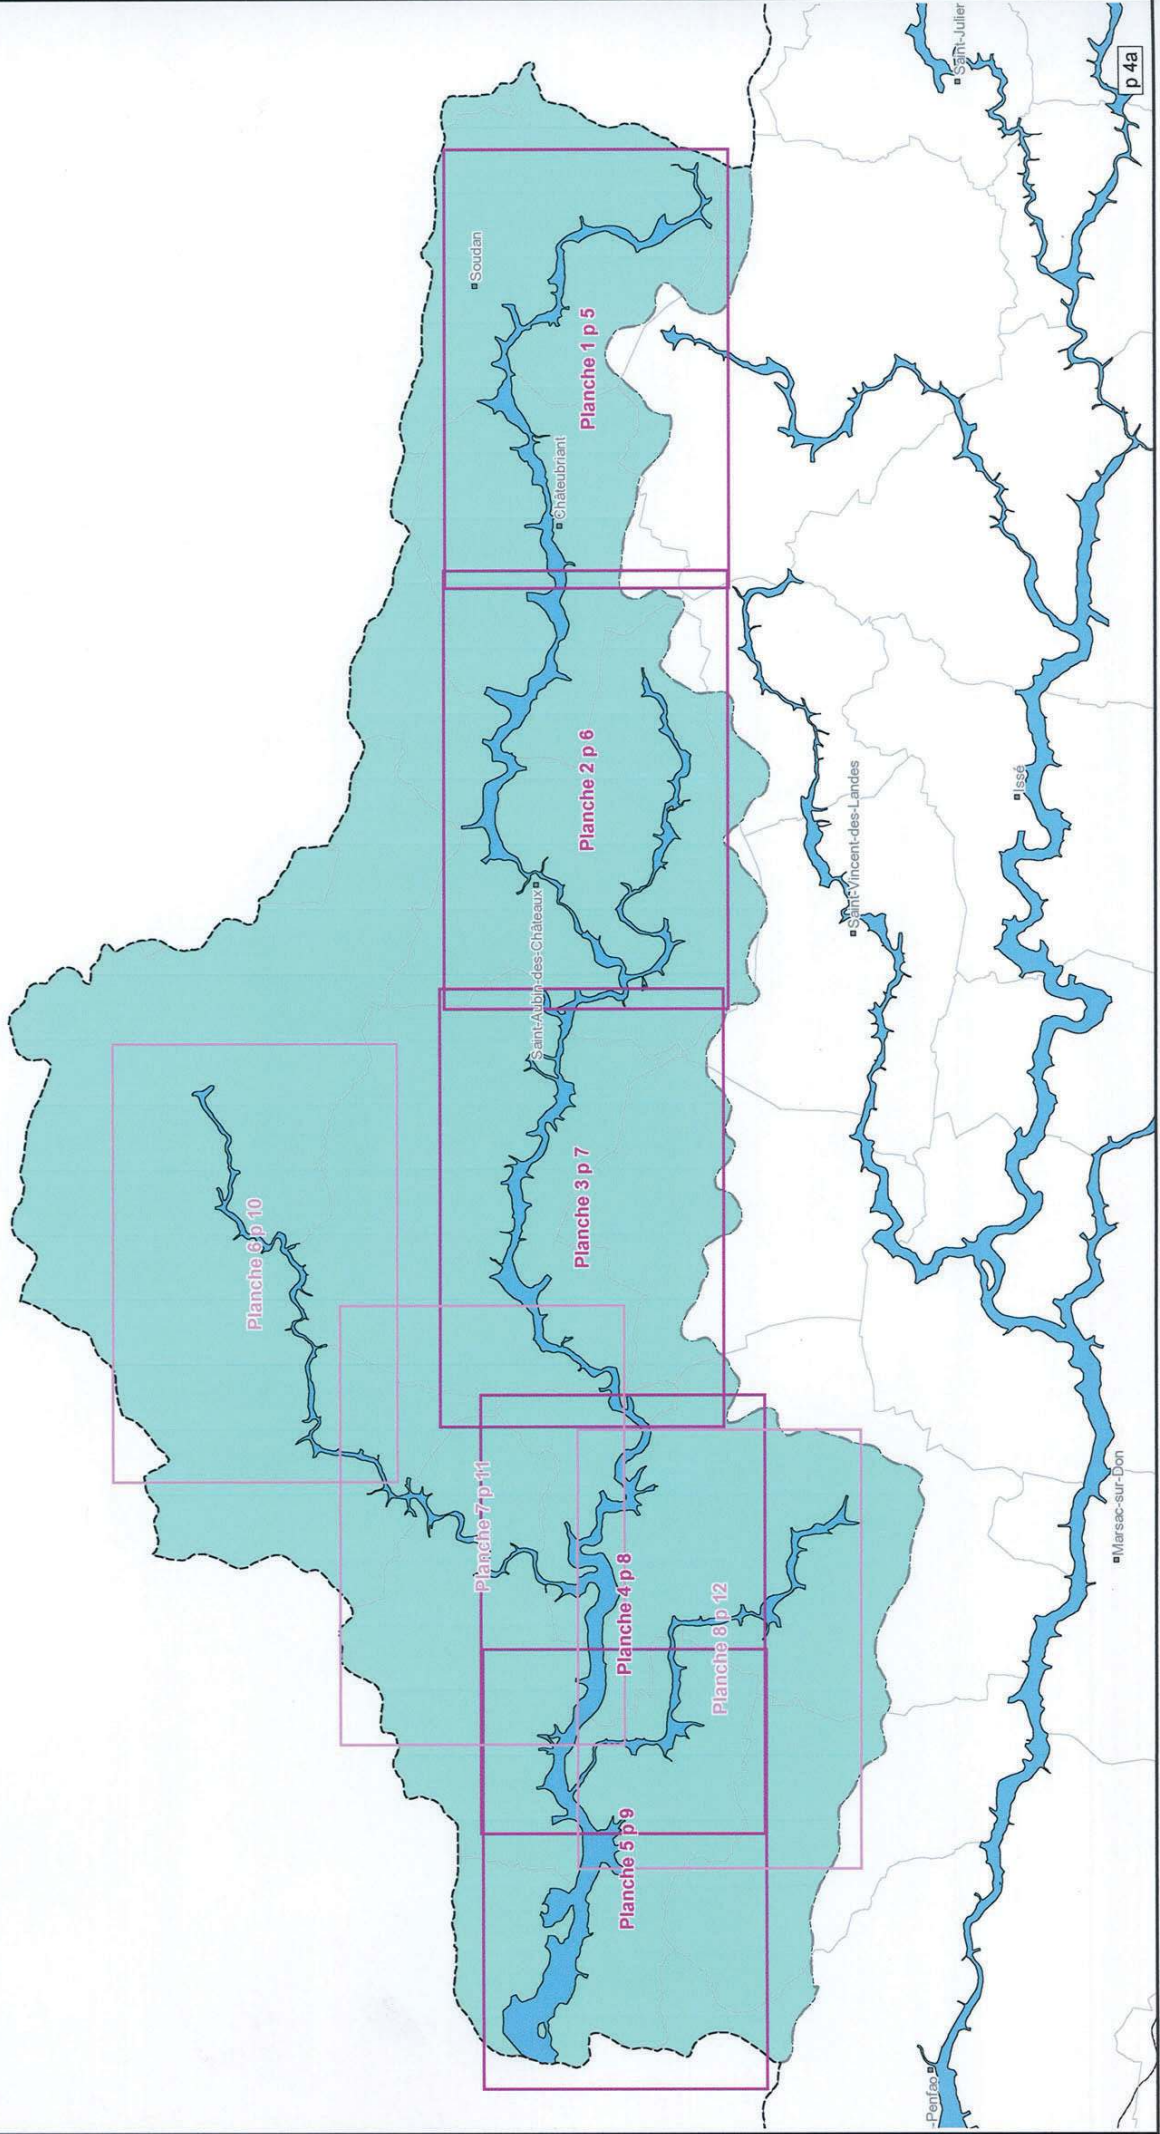 Planche 6 p 10
Planche 7 p 11
Soudan
Planche 1 p 5
Châteubriant
Planche 2 p 6
Saint-Aubin-des-Châteaux
Planche 3 p 7
Planche 4 p 8
Planche 8 p 12
Planche 5 p 9
Saint-Julier
Saint-Vincent-des-Landes
Issé
Marsac-sur-Don
-Penfao
p 4a